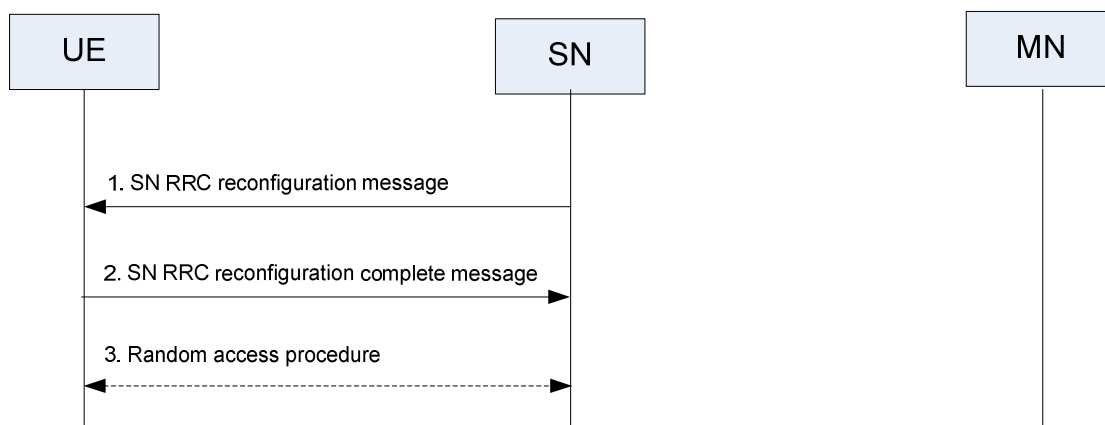 UE
SN
MN
1. SN RRC reconfiguration message
2. SN RRC reconfiguration complete message
3. Random access procedure